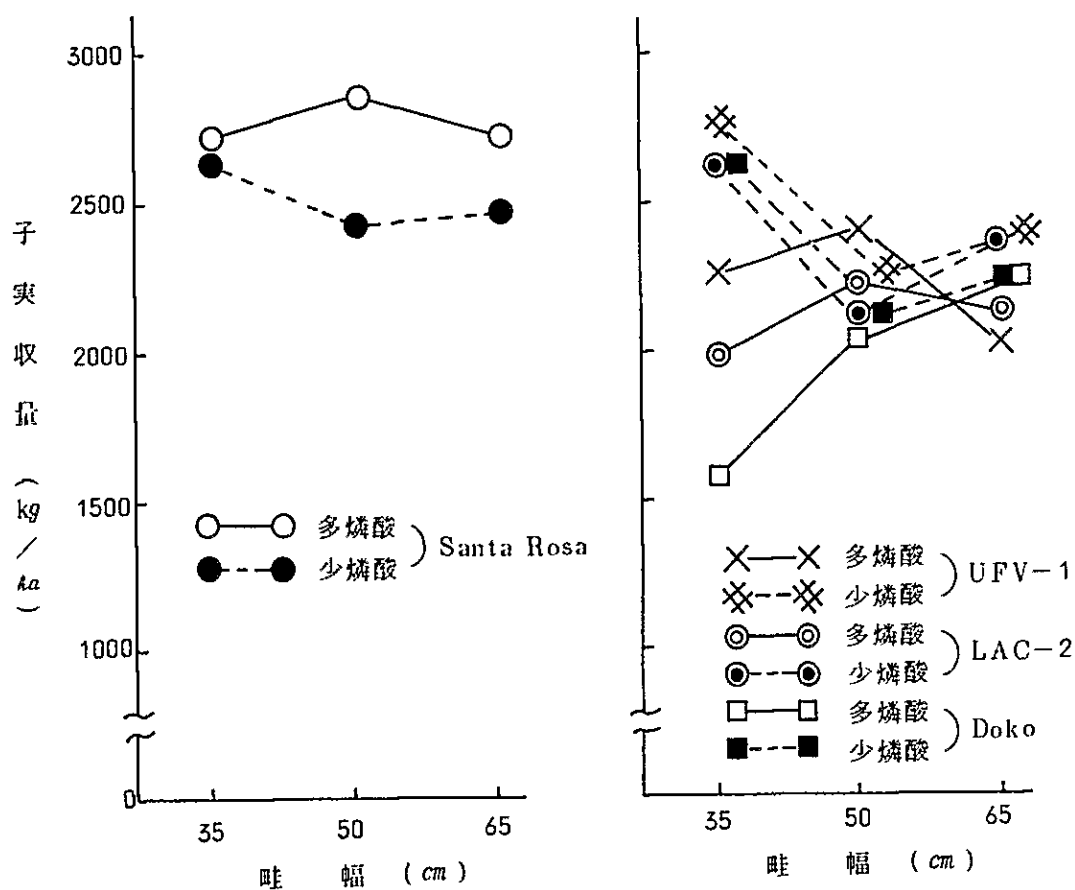 3000
2500
2000
1500
1000
0
子実収量 (kg/ha)
多燐酸
少燐酸
Santa Rosa
35 50 65
畦幅 (cm)
多燐酸
少燐酸
UFV-1
多燐酸
少燐酸
LAC-2
多燐酸
少燐酸
Doko
35 50 65
畦幅 (cm)